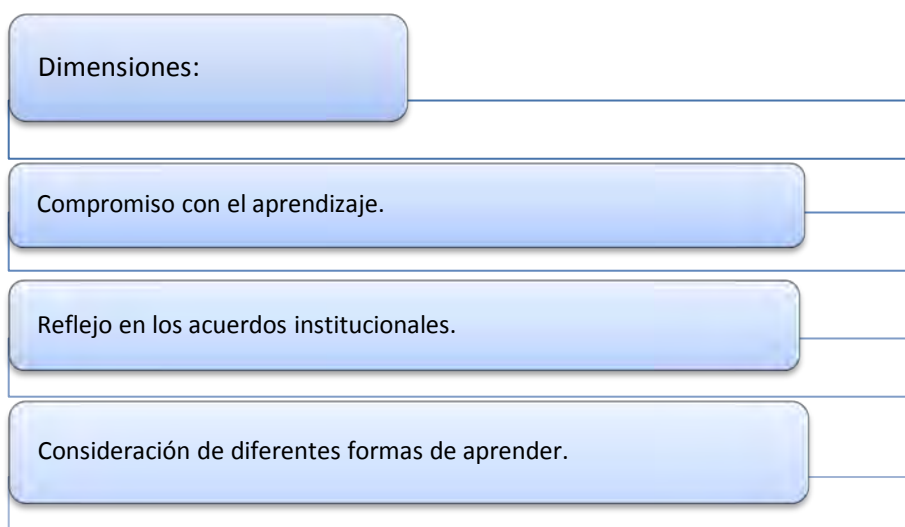 Dimensiones:
Compromiso con el aprendizaje.
Reflejo en los acuerdos institucionales.
Consideración de diferentes formas de aprender.